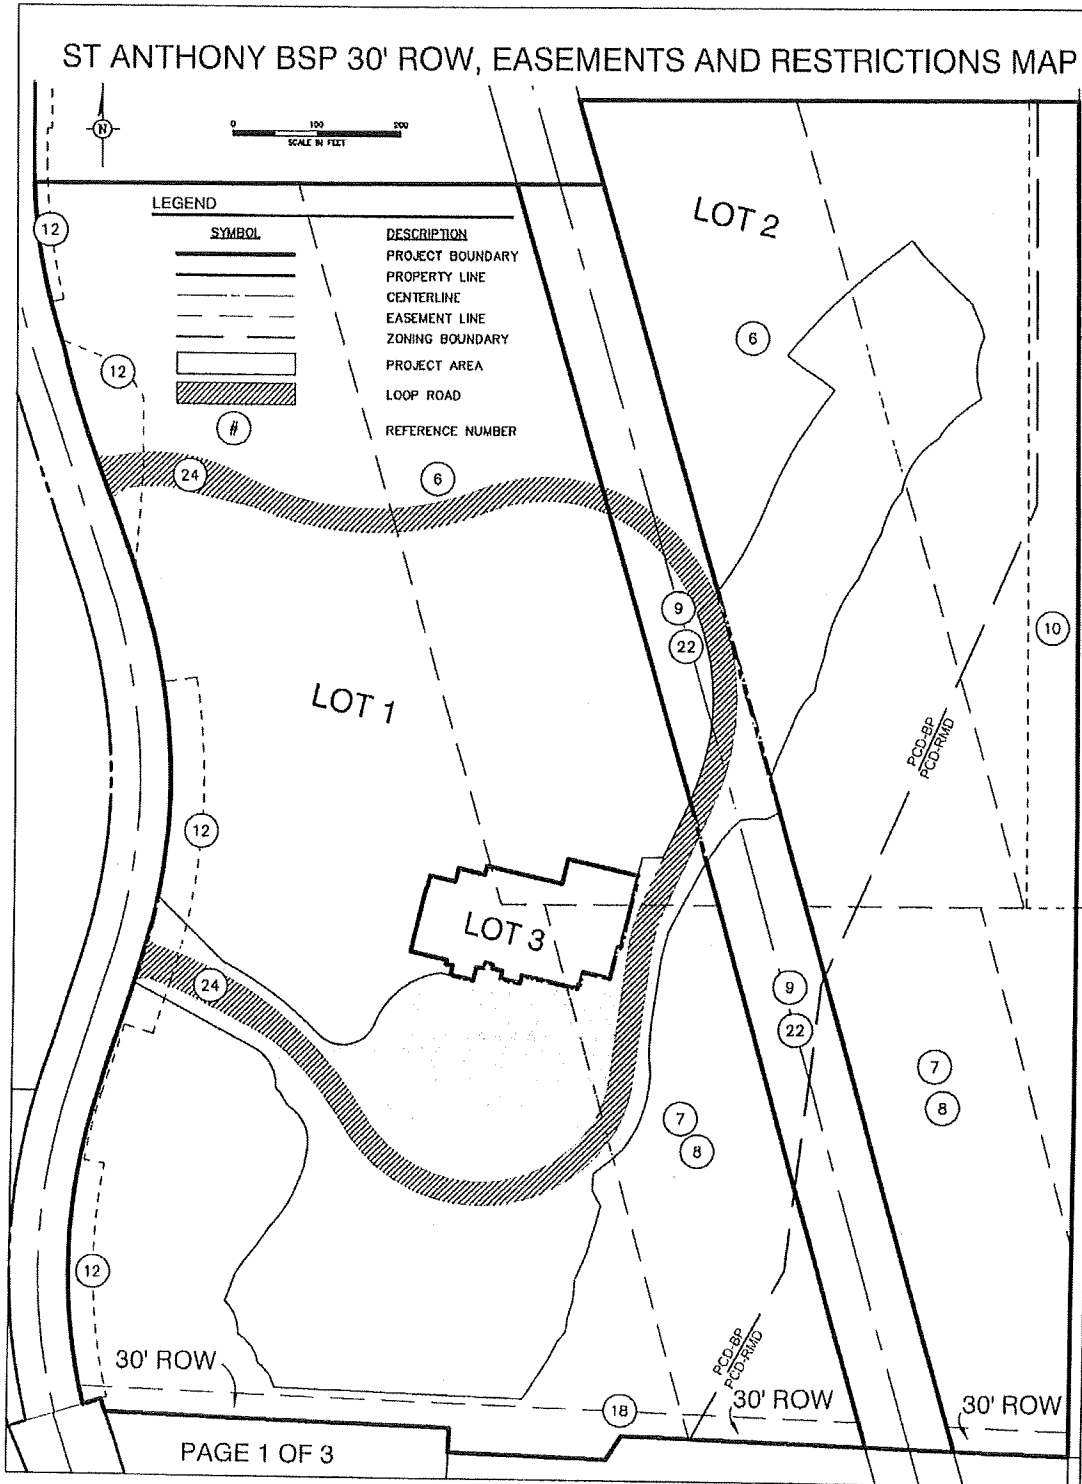 ST ANTHONY BSP 30' ROW, EASEMENTS AND RESTRICTIONS MAP
N
0 100 200
SCALE IN FEET
LEGEND
SYMBOL DESCRIPTION
PROJECT BOUNDARY
PROPERTY LINE
CENTERLINE
EASEMENT LINE
ZONING BOUNDARY
PROJECT AREA
LOOP ROAD
# REFERENCE NUMBER
LOT 2
12
6
12
24
6
9
10
22
LOT 1
PCD-BP
PCD-RMD
12
LOT 3
24
9
22
7
8
7
8
12
PCD-BP
PCD-RMD
30' ROW
18
30' ROW
30' ROW
PAGE 1 OF 3